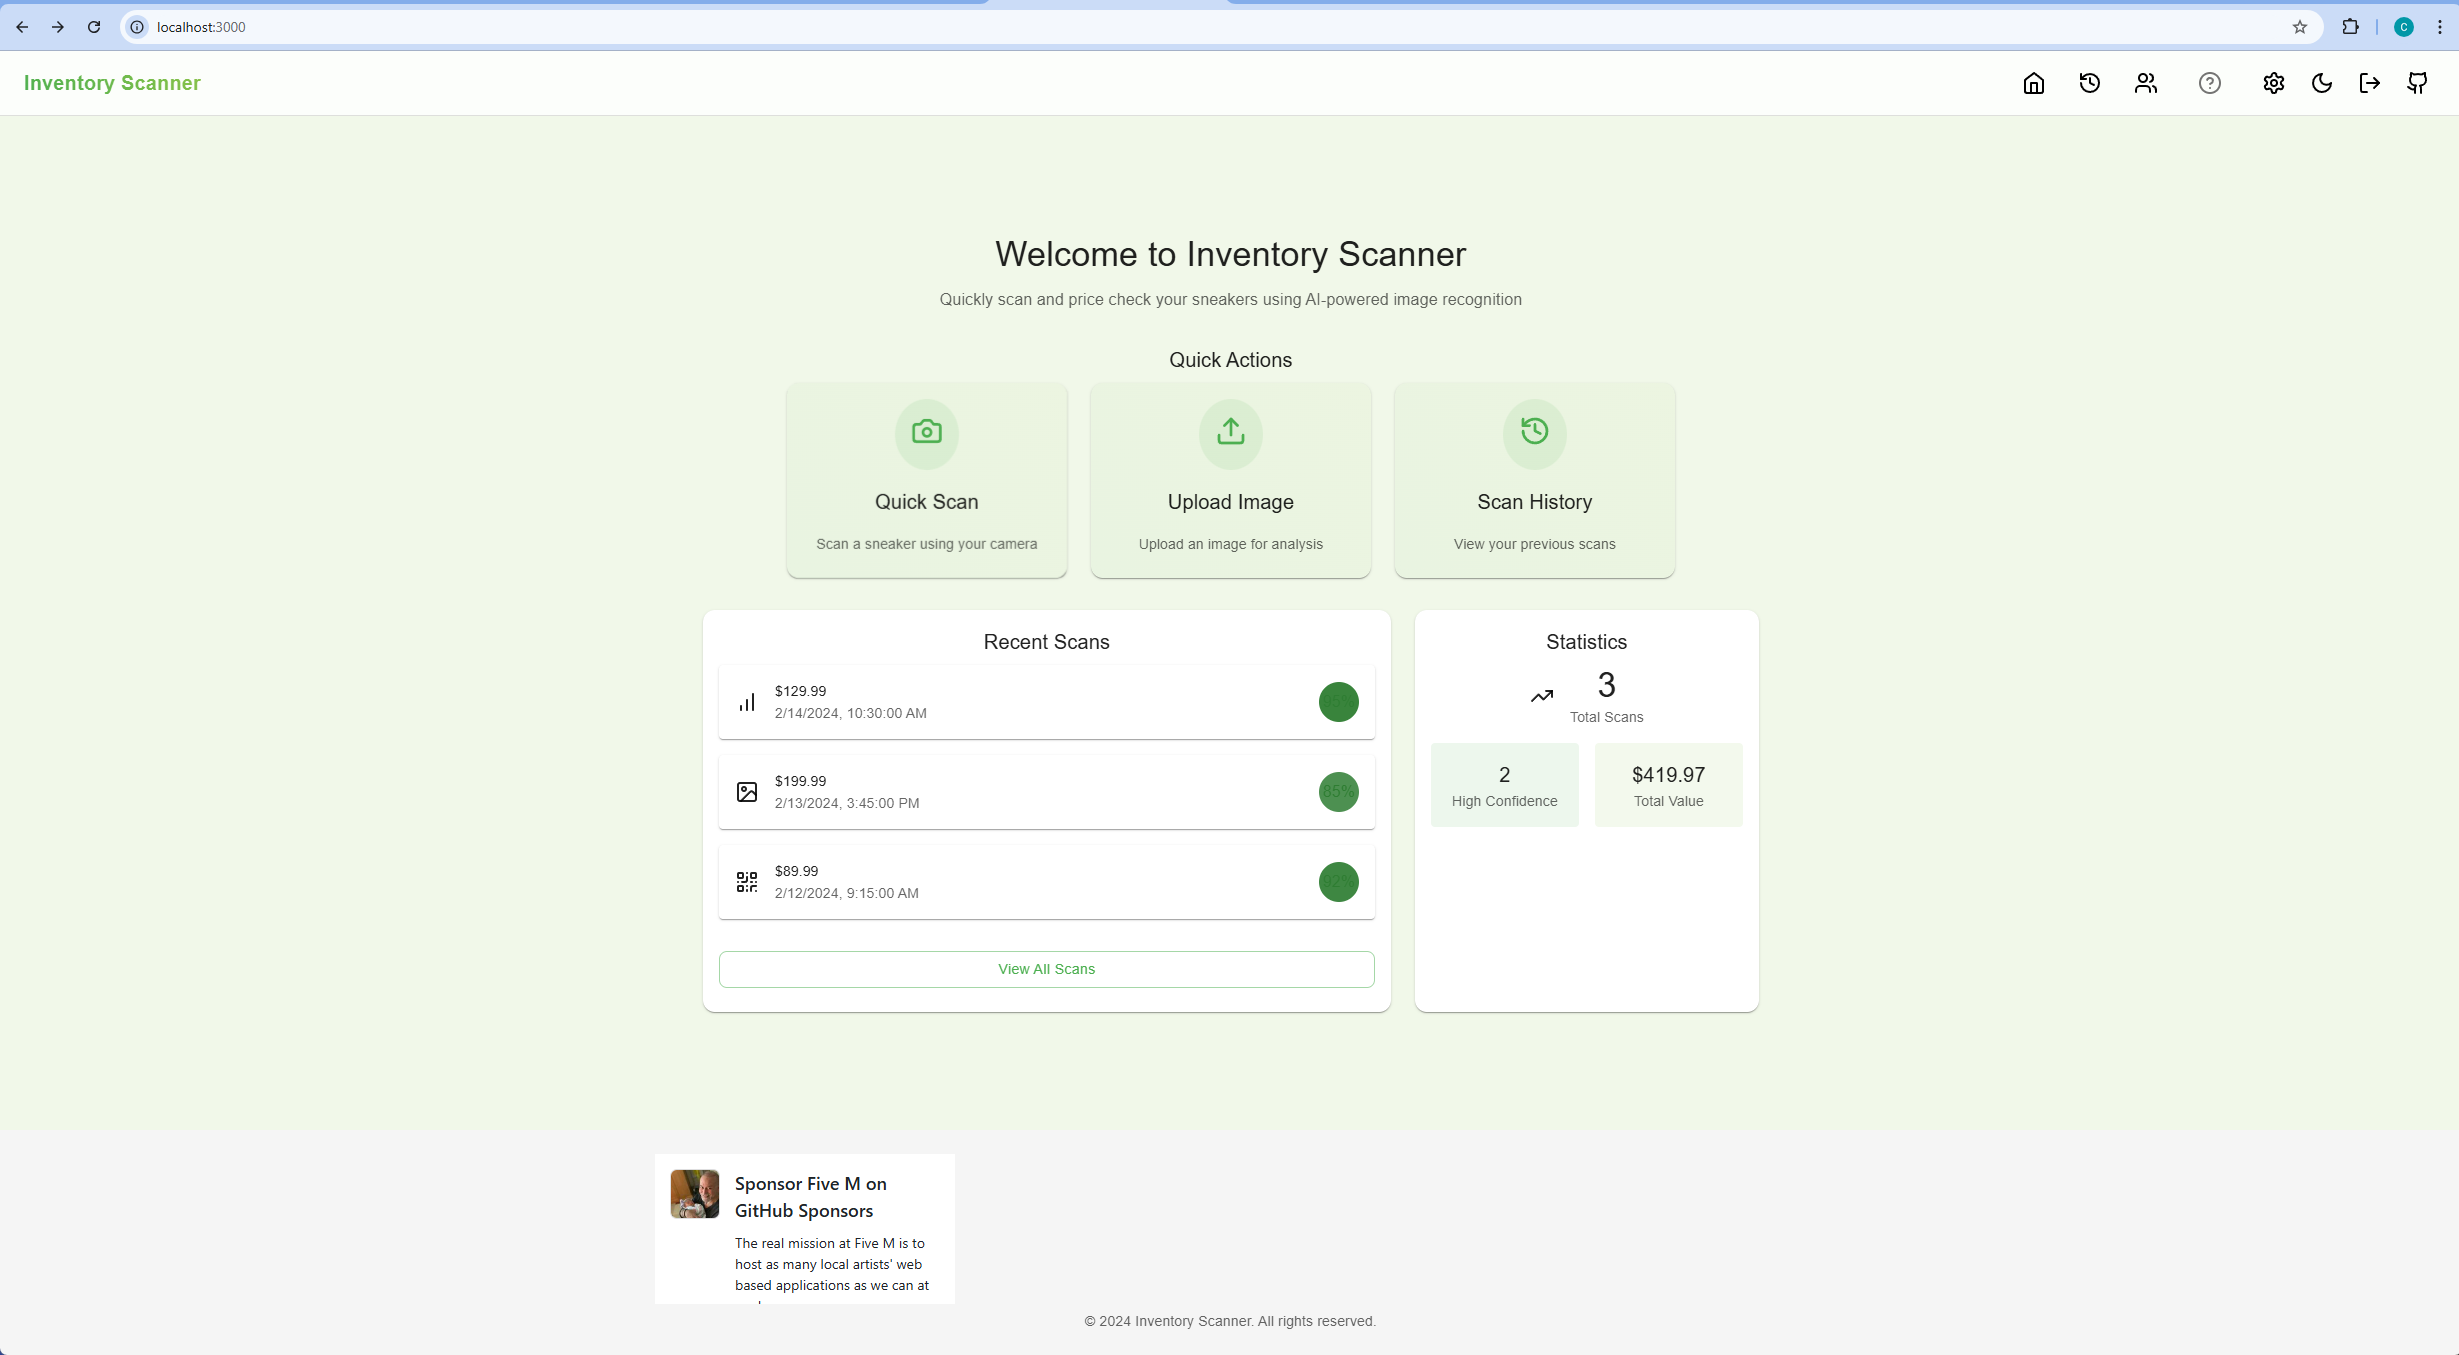 localhost:3000
C
Inventory Scanner
Welcome to Inventory Scanner
Quickly scan and price check your sneakers using AI-powered image recognition
Quick Actions
Quick Scan
Scan a sneaker using your camera
Upload Image
Upload an image for analysis
Scan History
View your previous scans
Recent Scans
$129.99
2/14/2024, 10:30:00 AM
$199.99
2/13/2024, 3:45:00 PM
85%
$89.99
2/12/2024, 9:15:00 AM
92%
View All Scans
Statistics
3
Total Scans
2
High Confidence
$419.97
Total Value
Sponsor Five M on
GitHub Sponsors
The real mission at Five M is to
host as many local artists' web
based applications as we can at
© 2024 Inventory Scanner. All rights reserved.